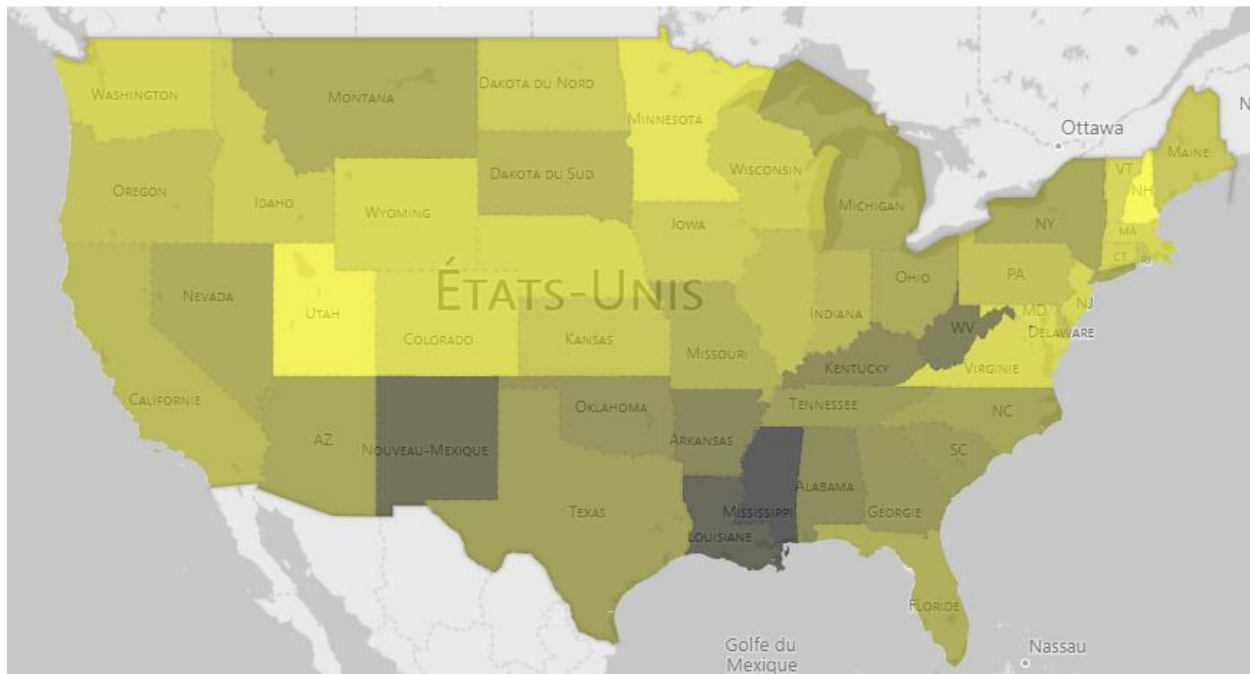 Ottawa
N
WASHINGTON
MONTANA
DAKOTA DU NORD
MINNESOTA
MAINE
OREGON
IDAHO
DAKOTA DU SUD
WISCONSIN
VT
NH
WYOMING
MICHIGAN
NY
IOWA
MA
CT
RI
ÉTATS-UNIS
NEVADA
UTAH
OHIO
PA
NJ
INDIANA
MD
DELAWARE
COLORADO
KANSAS
MISSOURI
WV
KENTUCKY
VIRGINIE
CALIFORNIE
TENNESSEE
OKLAHOMA
NC
AZ
NOUVEAU-MEXIQUE
ARKANSAS
SC
ALABAMA
TEXAS
MISSISSIPPI
GÉORGIE
LOUISIANE
FLORIDE
Golfe du
Mexique
Nassau